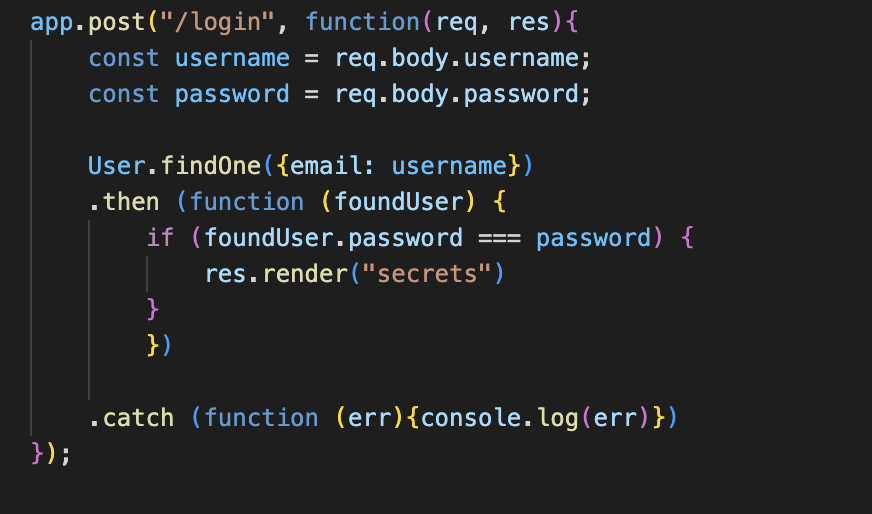 app.post("/login", function(req, res){
const username = req.body.username;
const password = req.body.password;
User.findOne({email: username})
.then (function (foundUser) {
if (foundUser.password === password) {
res.render("secrets")
}
})
.catch (function (err){console.log(err)})
});